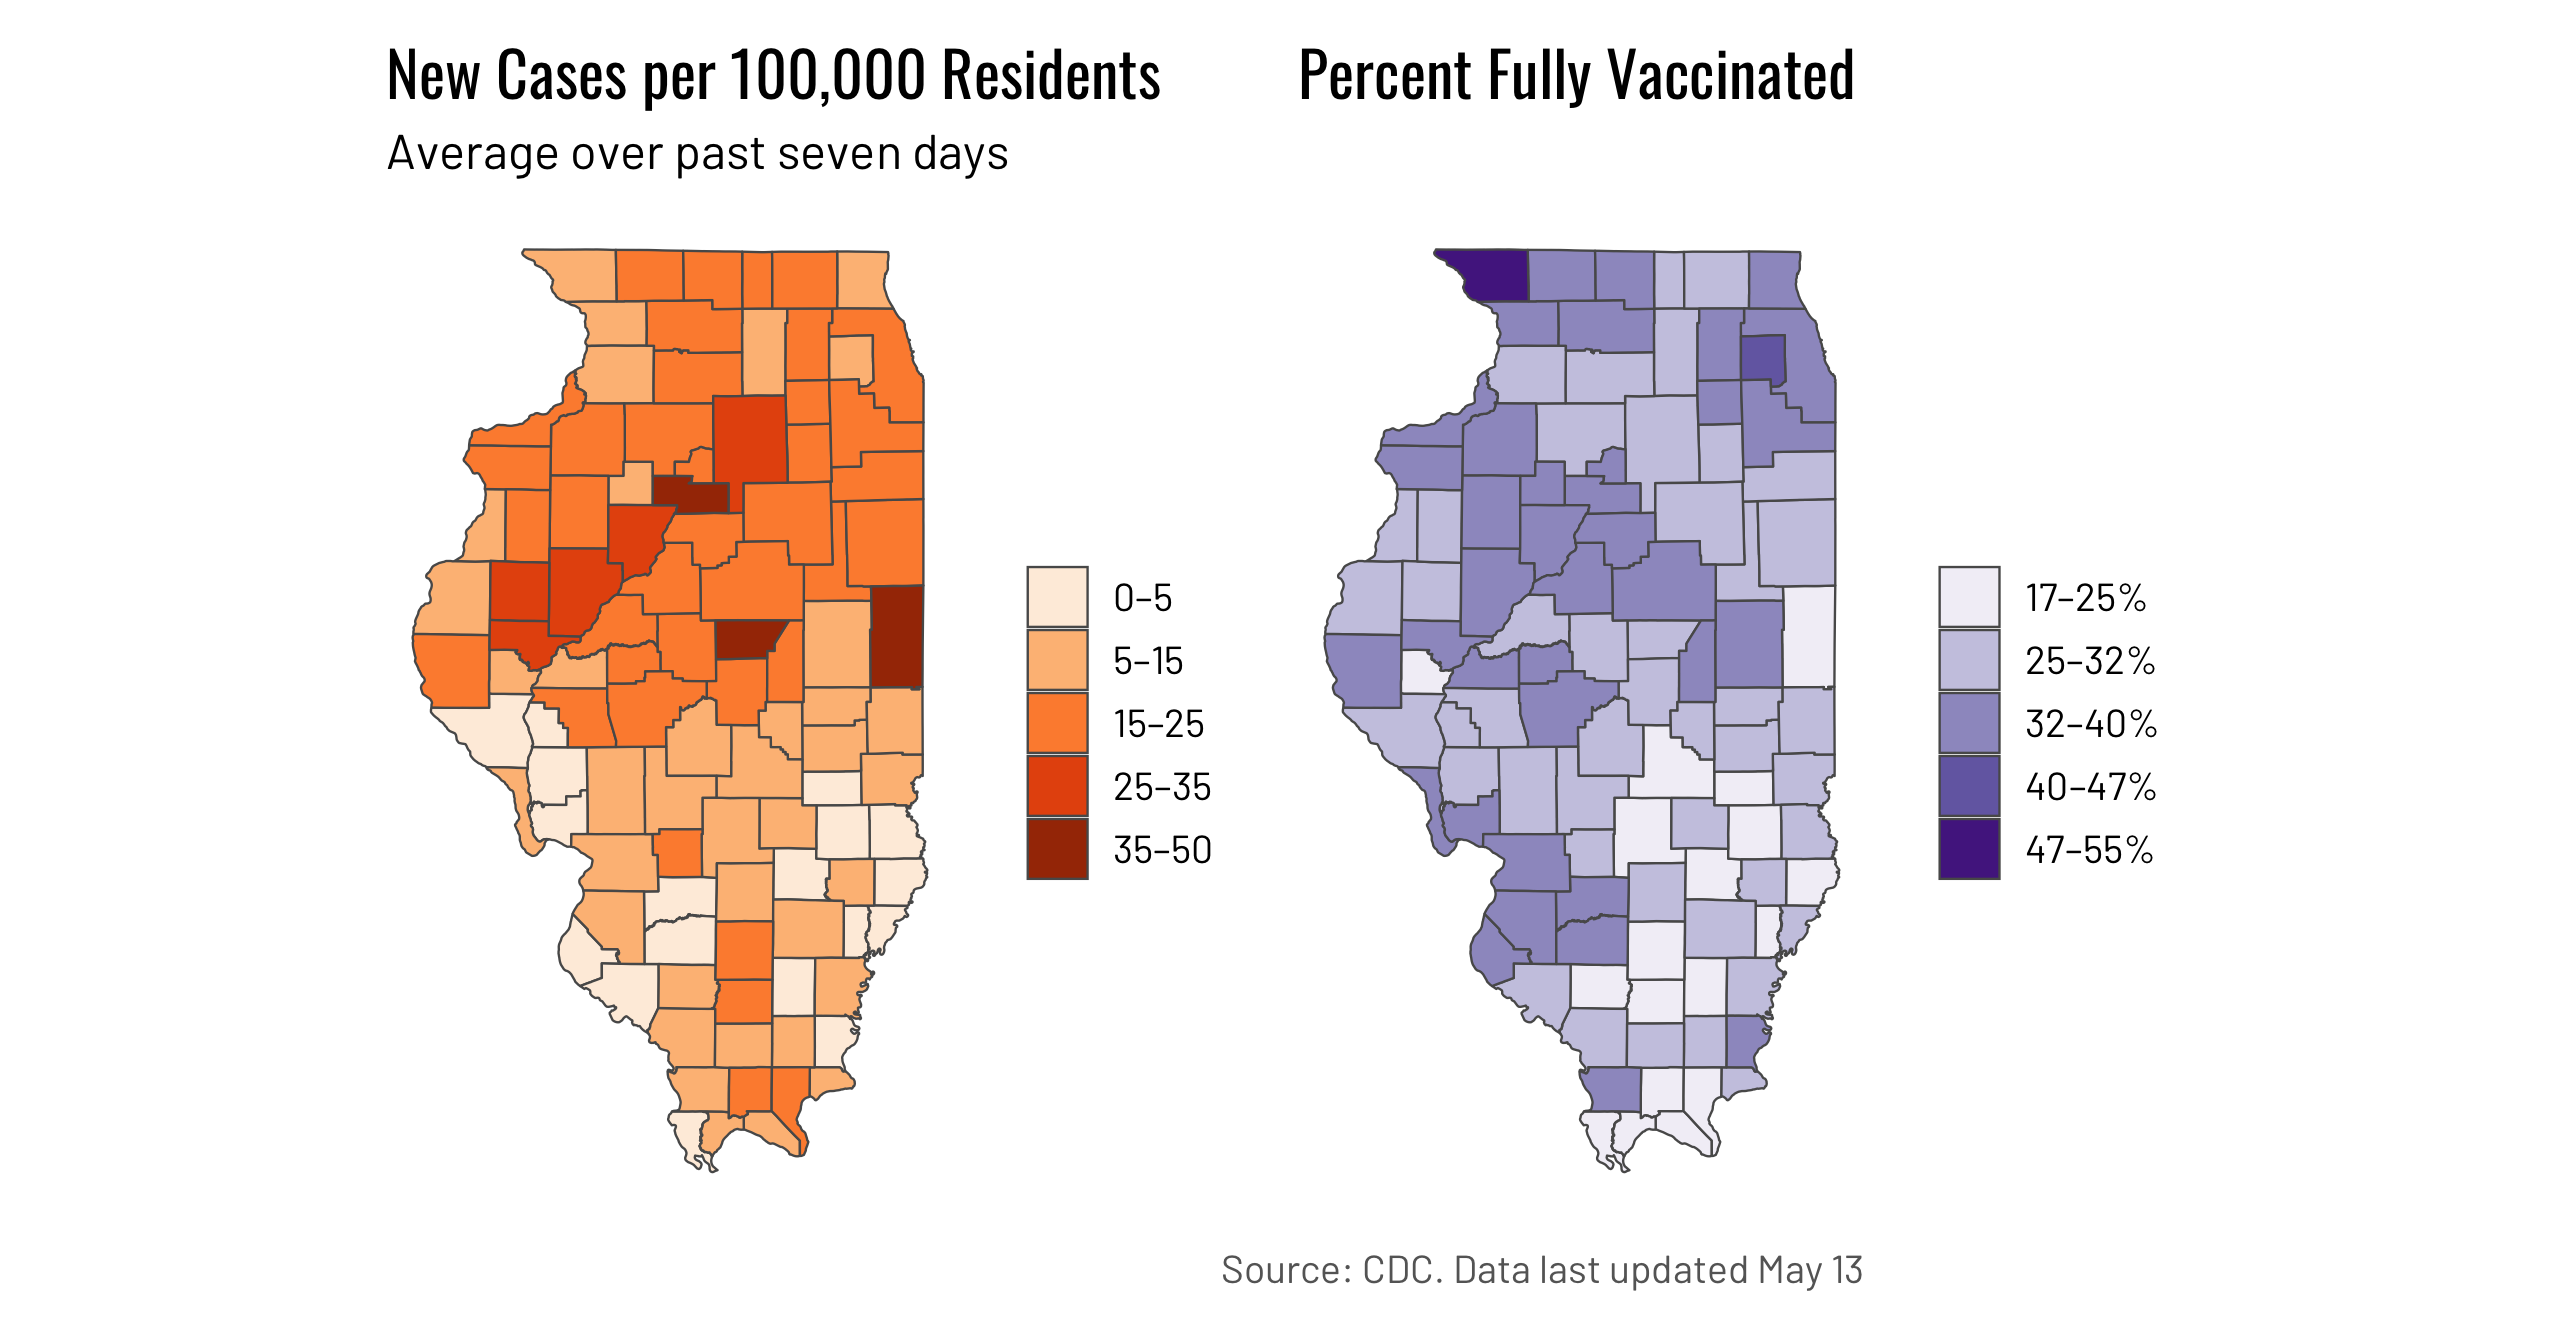 New Cases per 100,000 Residents
Average over past seven days
0–5
5–15
15–25
25–35
35–50
Percent Fully Vaccinated
17–25%
25–32%
32–40%
40–47%
47–55%
Source: CDC. Data last updated May 13